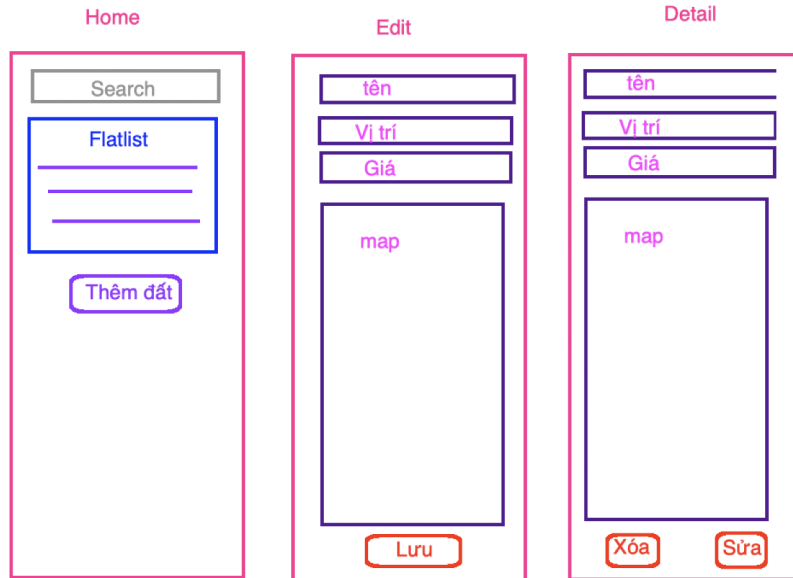 Home
Search
Flatlist
Thêm đất
Edit
tên
Vị trí
Giá
map
Lưu
Detail
tên
Vị trí
Giá
map
Xóa
Sửa